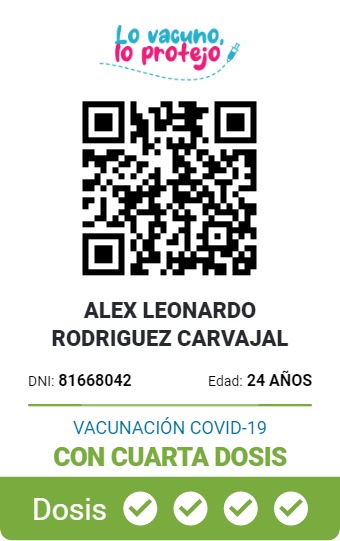 Lo vacuno,
lo protejo
ALEX LEONARDO
RODRIGUEZ CARVAJAL
DNI: 81668042 Edad: 24 AÑOS
VACUNACIÓN COVID-19
CON CUARTA DOSIS
Dosis